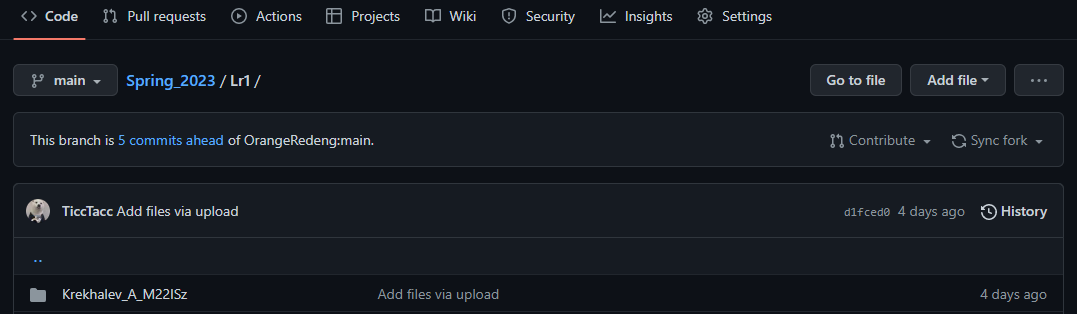 Code Pull requests Actions Projects Wiki Security Insights Settings
main Spring_2023 / Lr1 / Go to file Add file ...
This branch is 5 commits ahead of OrangeRedeng:main. Contribute Sync fork
TiccTacc Add files via upload d1fced0 4 days ago History
..
Krekhalev_A_M22ISz Add files via upload 4 days ago